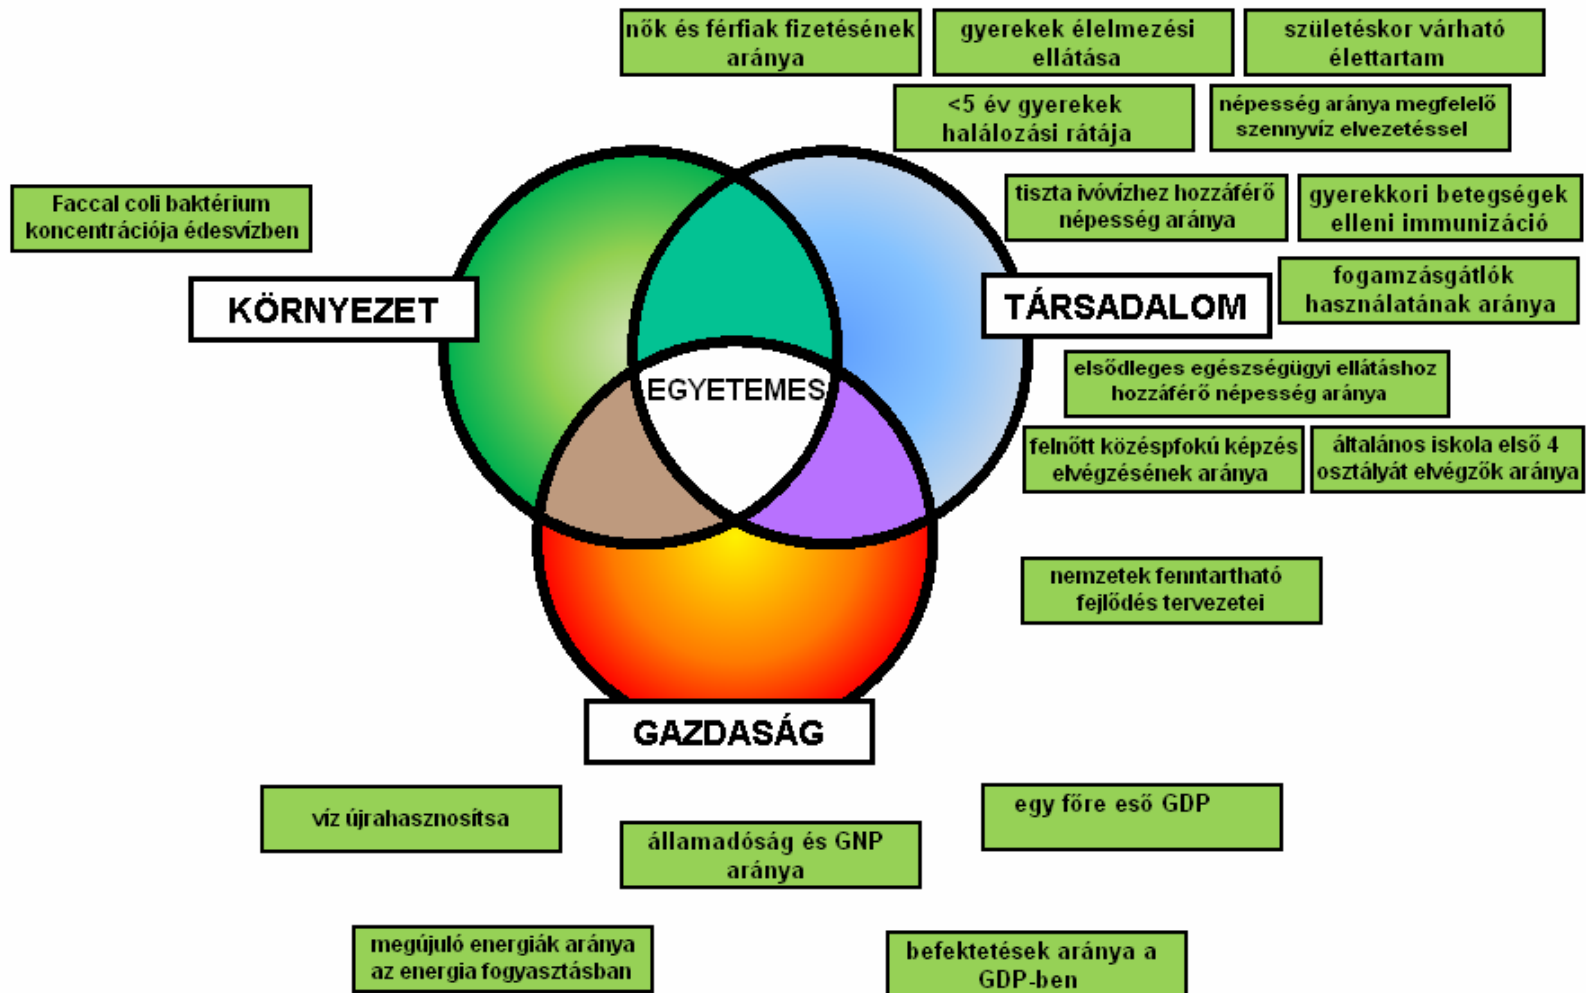 nők és férfiak fizetésének
aránya
gyerekek élelmezési
ellátása
születéskor várható
élettartam
<5 év gyerekek
halálozási rátája
népesség aránya megfelelő
szennyvíz elvezetéssel
Faccal coli baktérium
koncentrációja édesvízben
tiszta ivóvízhez hozzáférő
népesség aránya
gyerekkori betegségek
elleni immunizáció
KÖRNYEZET
TÁRSADALOM
fogamzásgátlók
használatának aránya
EGYETEMES
elsődleges egészségügyi ellátáshoz
hozzáférő népesség aránya
felnőttközéspfokú képzés
elvégzésének aránya
általános iskola első 4
osztályát elvégzők aránya
nemzetek fenntartható
fejlődés tervezetei
GAZDASÁG
víz újrahasznosítsa
államadóság és GNP
aránya
egy főre eső GDP
megújuló energiák aránya
az energia fogyasztásban
befektetések aránya a
GDP-ben